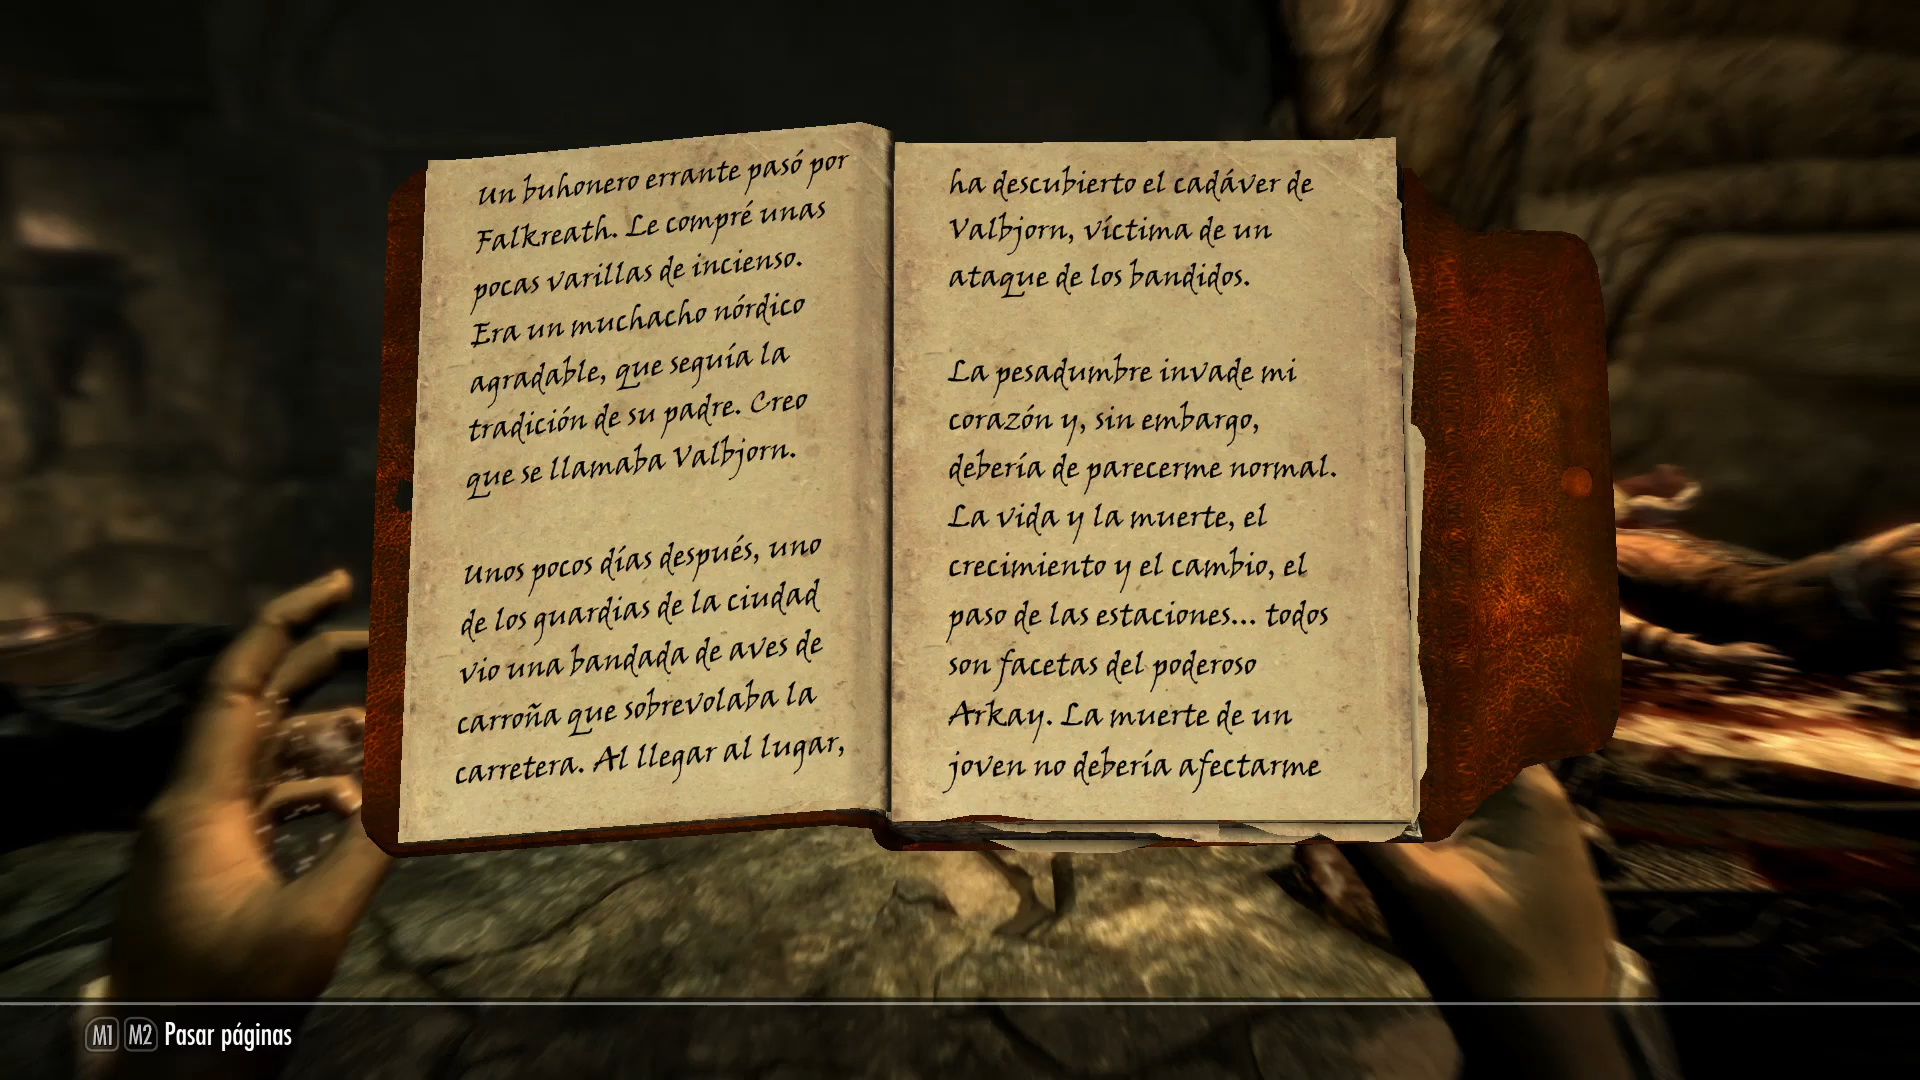 Un buhonero errante pasó por
Falkreath. Le compré unas
pocas varillas de incienso.
Era un muchacho nórdico
agradable, que seguía la
tradición de su padre. Creo
que se llamaba Valbjorn.
Unos pocos días después, uno
de los guardias de la ciudad
vio una bandada de aves de
carroña que sobrevolaba la
carretera. Al llegar al lugar,
ha descubierto el cadáver de
Valbjorn, víctima de un
ataque de los bandidos.
La pesadumbre invade mi
corazón y, sin embargo,
debería de parecerme normal.
La vida y la muerte, el
crecimiento y el cambio, el
paso de las estaciones... todos
son facetas del poderoso
Arkay. La muerte de un
joven no debería afectarme
M1 M2 Pasar páginas